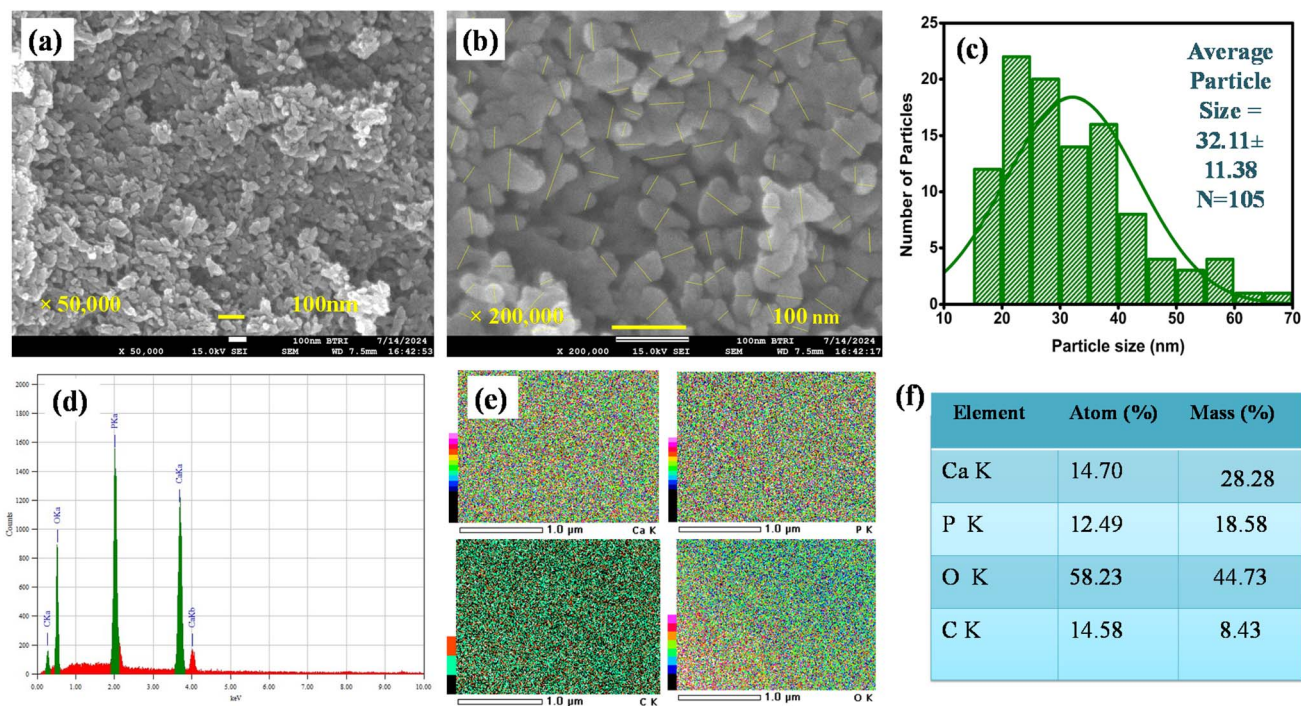 (a)
× 50,000
100nm
100nm BTRI
7/14/2024
X 50,000
15.0kV SEI
SEM
WD 7.5mm
16:42:53
(b)
× 200,000
100 nm
100nm BTRI
7/14/2024
X 200,000
15.0kV SEI
SEM
WD 7.5mm
16:42:17
(c)
Average
Particle
Size =
32.11±
11.38
N=105
Number of Particles
25
20
15
10
5
0
10
20
30
40
50
60
70
Particle size (nm)
(d)
Counts
2000
1800
1600
1400
1200
1000
800
600
400
200
0
CKa
OKa
PKa
CaKa
CaKb
0.00
1.00
2.00
3.00
4.00
5.00
6.00
7.00
8.00
9.00
10.00
keV
(e)
1.0 µm
Ca K
1.0 µm
P K
1.0 µm
C K
1.0 µm
O K
(f)
Element Atom (%) Mass (%)
Ca K 14.70 28.28
P K 12.49 18.58
O K 58.23 44.73
C K 14.58 8.43